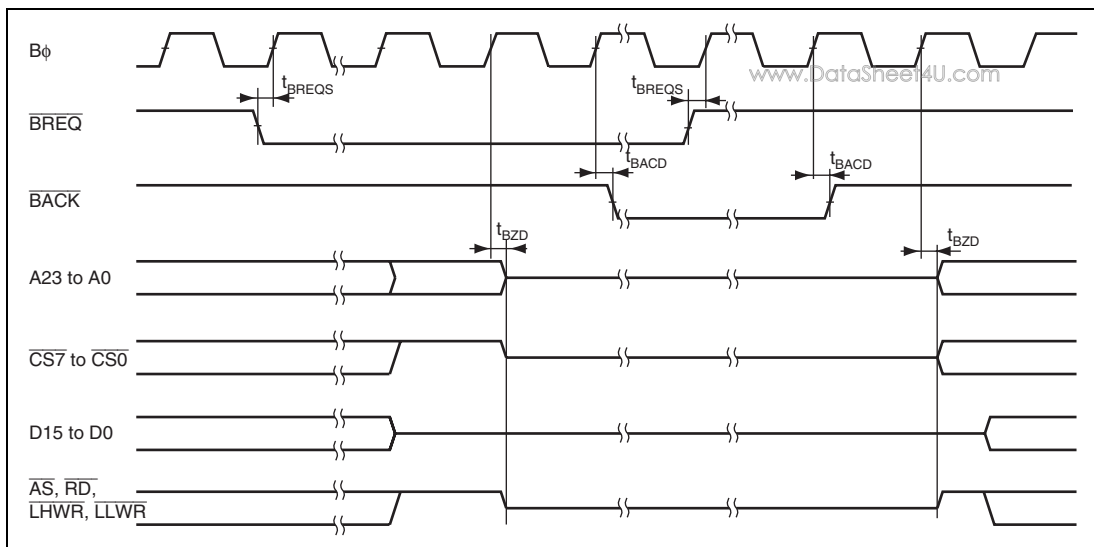 Bϕ
www.DataSheet4U.com
tBREQS
tBREQS
BREQ
tBACD
tBACD
BACK
tBZD
tBZD
A23 to A0
CS7 to CS0
D15 to D0
AS, RD,
LHWR, LLWR